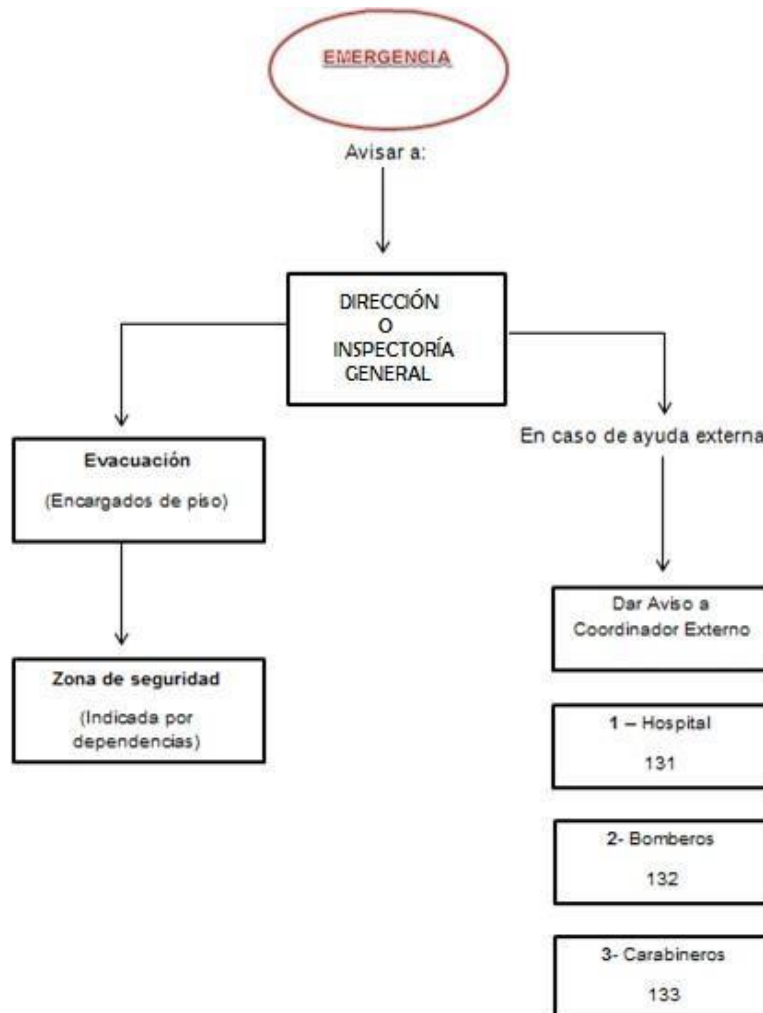 EMERGENCIA
Avisar a:
DIRECCIÓN
O
INSPECTORÍA
GENERAL
Evacuación
(Encargados de piso)
Zona de seguridad
(Indicada por
dependencias)
En caso de ayuda externa
Dar Aviso a
Coordinador Externo
1 – Hospital
131
2- Bomberos
132
3- Carabineros
133